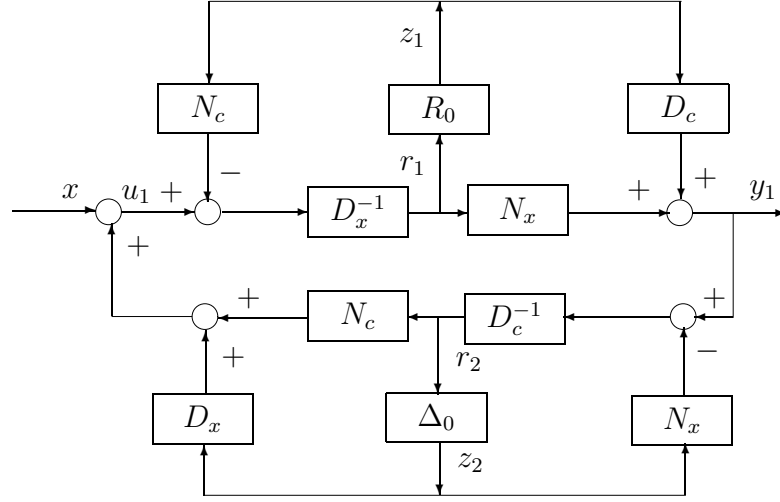 z_1
N_c
R_0
D_c
−
r_1
+
x
u_1
+
D_x^{-1}
N_x
+
y_1
+
+
N_c
D_c^{-1}
+
+
r_2
−
D_x
Δ_0
N_x
z_2